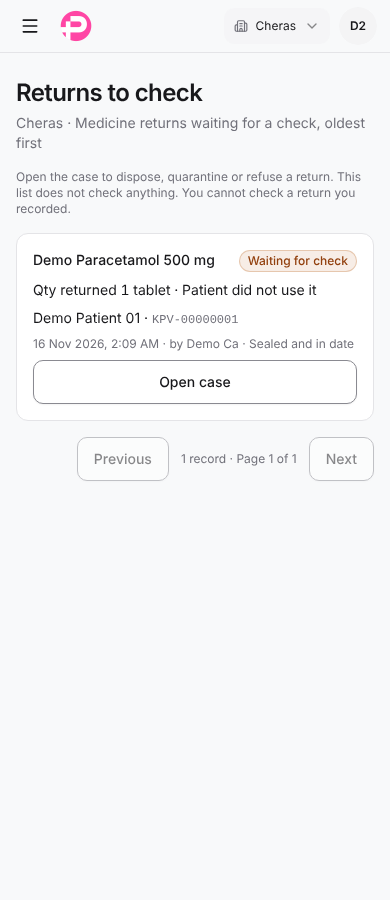 Cheras
D2
Returns to check
Cheras · Medicine returns waiting for a check, oldest
first
Open the case to dispose, quarantine or refuse a return. This
list does not check anything. You cannot check a return you
recorded.
Demo Paracetamol 500 mg
Waiting for check
Qty returned 1 tablet · Patient did not use it
Demo Patient 01 · KPV-00000001
16 Nov 2026, 2:09 AM · by Demo Ca · Sealed and in date
Open case
Previous
1 record · Page 1 of 1
Next